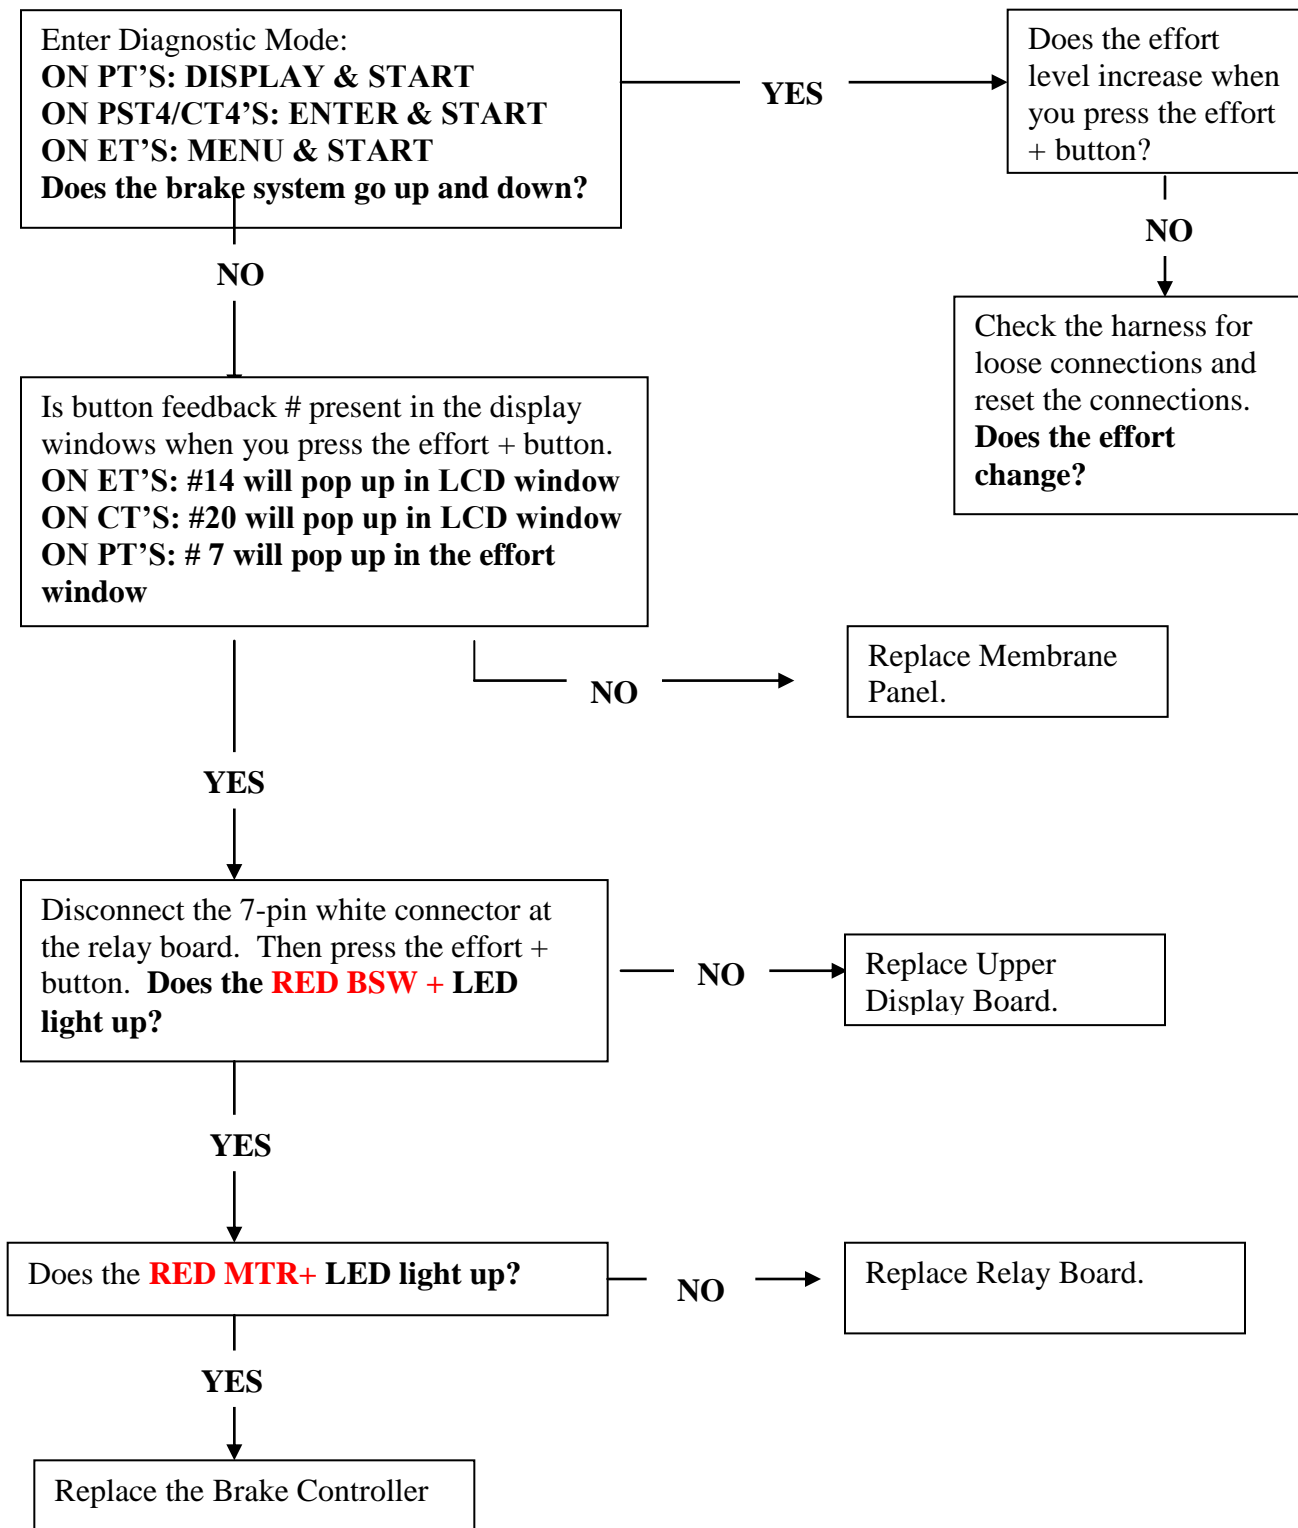 Enter Diagnostic Mode:
ON PT’S: DISPLAY & START
ON PST4/CT4’S: ENTER & START
ON ET’S: MENU & START
Does the brake system go up and down?
YES
Does the effort
level increase when
you press the effort
+ button?
NO
NO
Check the harness for
loose connections and
reset the connections.
Does the effort
change?
Is button feedback # present in the display
windows when you press the effort + button.
ON ET’S: #14 will pop up in LCD window
ON CT’S: #20 will pop up in LCD window
ON PT’S: # 7 will pop up in the effort
window
NO
Replace Membrane
Panel.
YES
Disconnect the 7-pin white connector at
the relay board.  Then press the effort +
button.  Does the RED BSW + LED
light up?
NO
Replace Upper
Display Board.
YES
Does the RED MTR+ LED light up?
NO
Replace Relay Board.
YES
Replace the Brake Controller